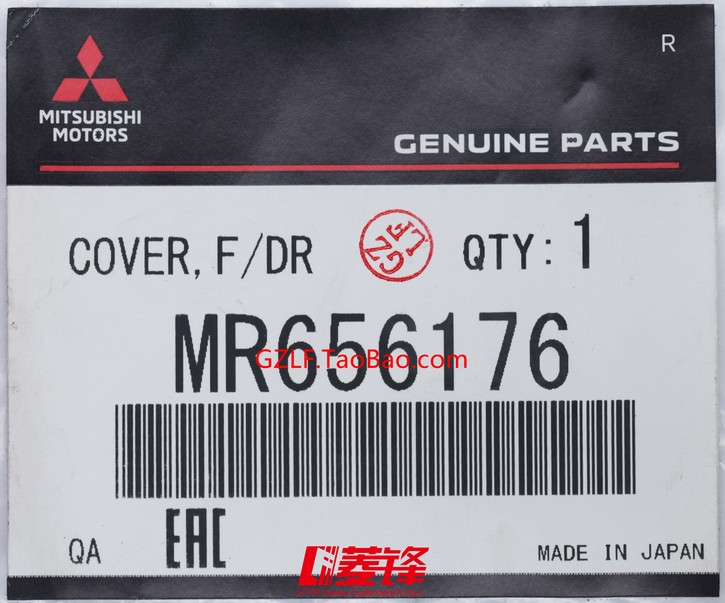 R
MITSUBISHI
MOTORS
GENUINE PARTS
COVER, F/DR
GZLF
QTY: 1
MR656176
GZLF.TaoBao.com
QA
EAC
菱锋
MADE IN JAPAN